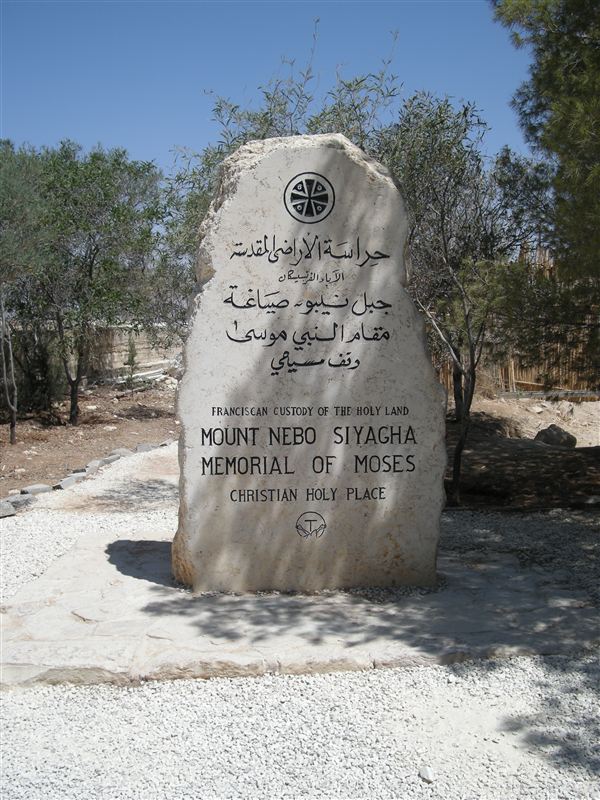 حراسة الأراضي المقدسة
الآباء الفرنسيسكان
جبل نيبو - صياغة
مقام النبي موسى
وقف مسيحي
FRANCISCAN CUSTODY OF THE HOLY LAND
MOUNT NEBO SIYAGHA
MEMORIAL OF MOSES
CHRISTIAN HOLY PLACE